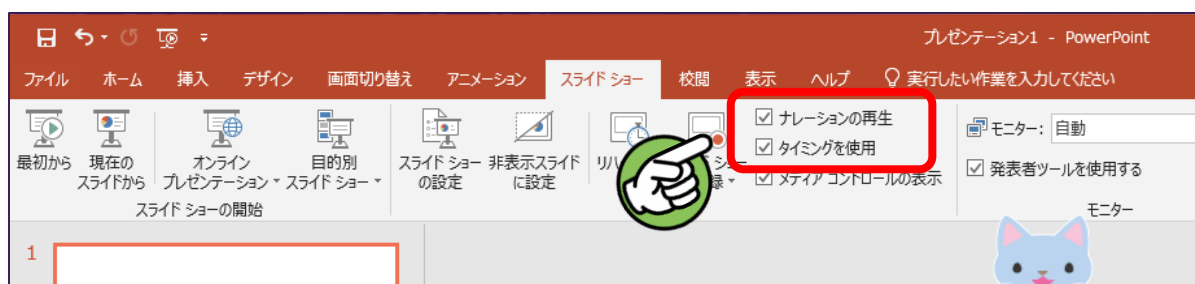 プレゼンテーション1 - PowerPoint
ファイル ホーム 挿入 デザイン 画面切り替え アニメーション スライド ショー 校閲 表示 ヘルプ 実行したい作業を入力してください
最初から
現在の
スライドから
オンライン
プレゼンテーション
目的別
スライド ショー
スライドショーの開始
スライド ショー
の設定
非表示スライド
に設定
ナレーションの再生
タイミングを使用
メディア コントロールの表示
モニター: 自動
発表者ツールを使用する
モニター
1